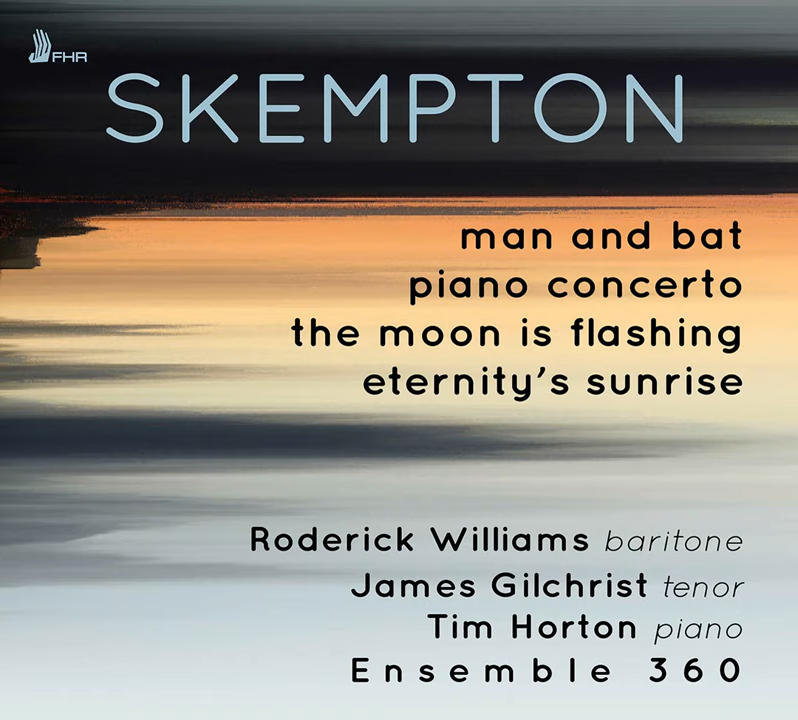 FHR
SKEMPTON
man and bat
piano concerto
the moon is flashing
eternity's sunrise
Roderick Williams baritone
James Gilchrist tenor
Tim Horton piano
Ensemble 360